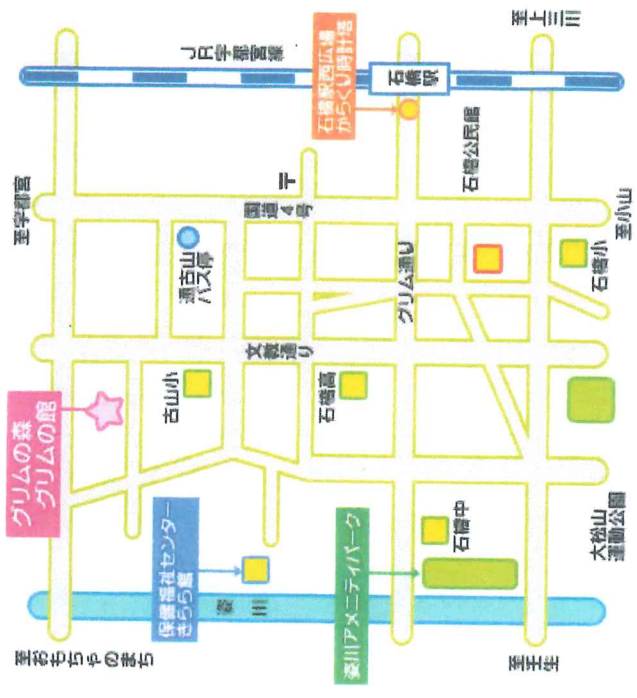 至上三川
JR宇都宮線
石橋駅西広場
からくり時計塔
石橋
駅
石橋公民館
〒
至宇都宮
国道
4号
至小山
通古山
バス停
グリム通り
石橋小
文教通り
グリムの森
グリムの館
古山小
石橋高
保健福祉センター
きらら館
姿川アメニティパーク
石橋中
大松山
運動公園
姿川
至おもちゃのまち
至壬生